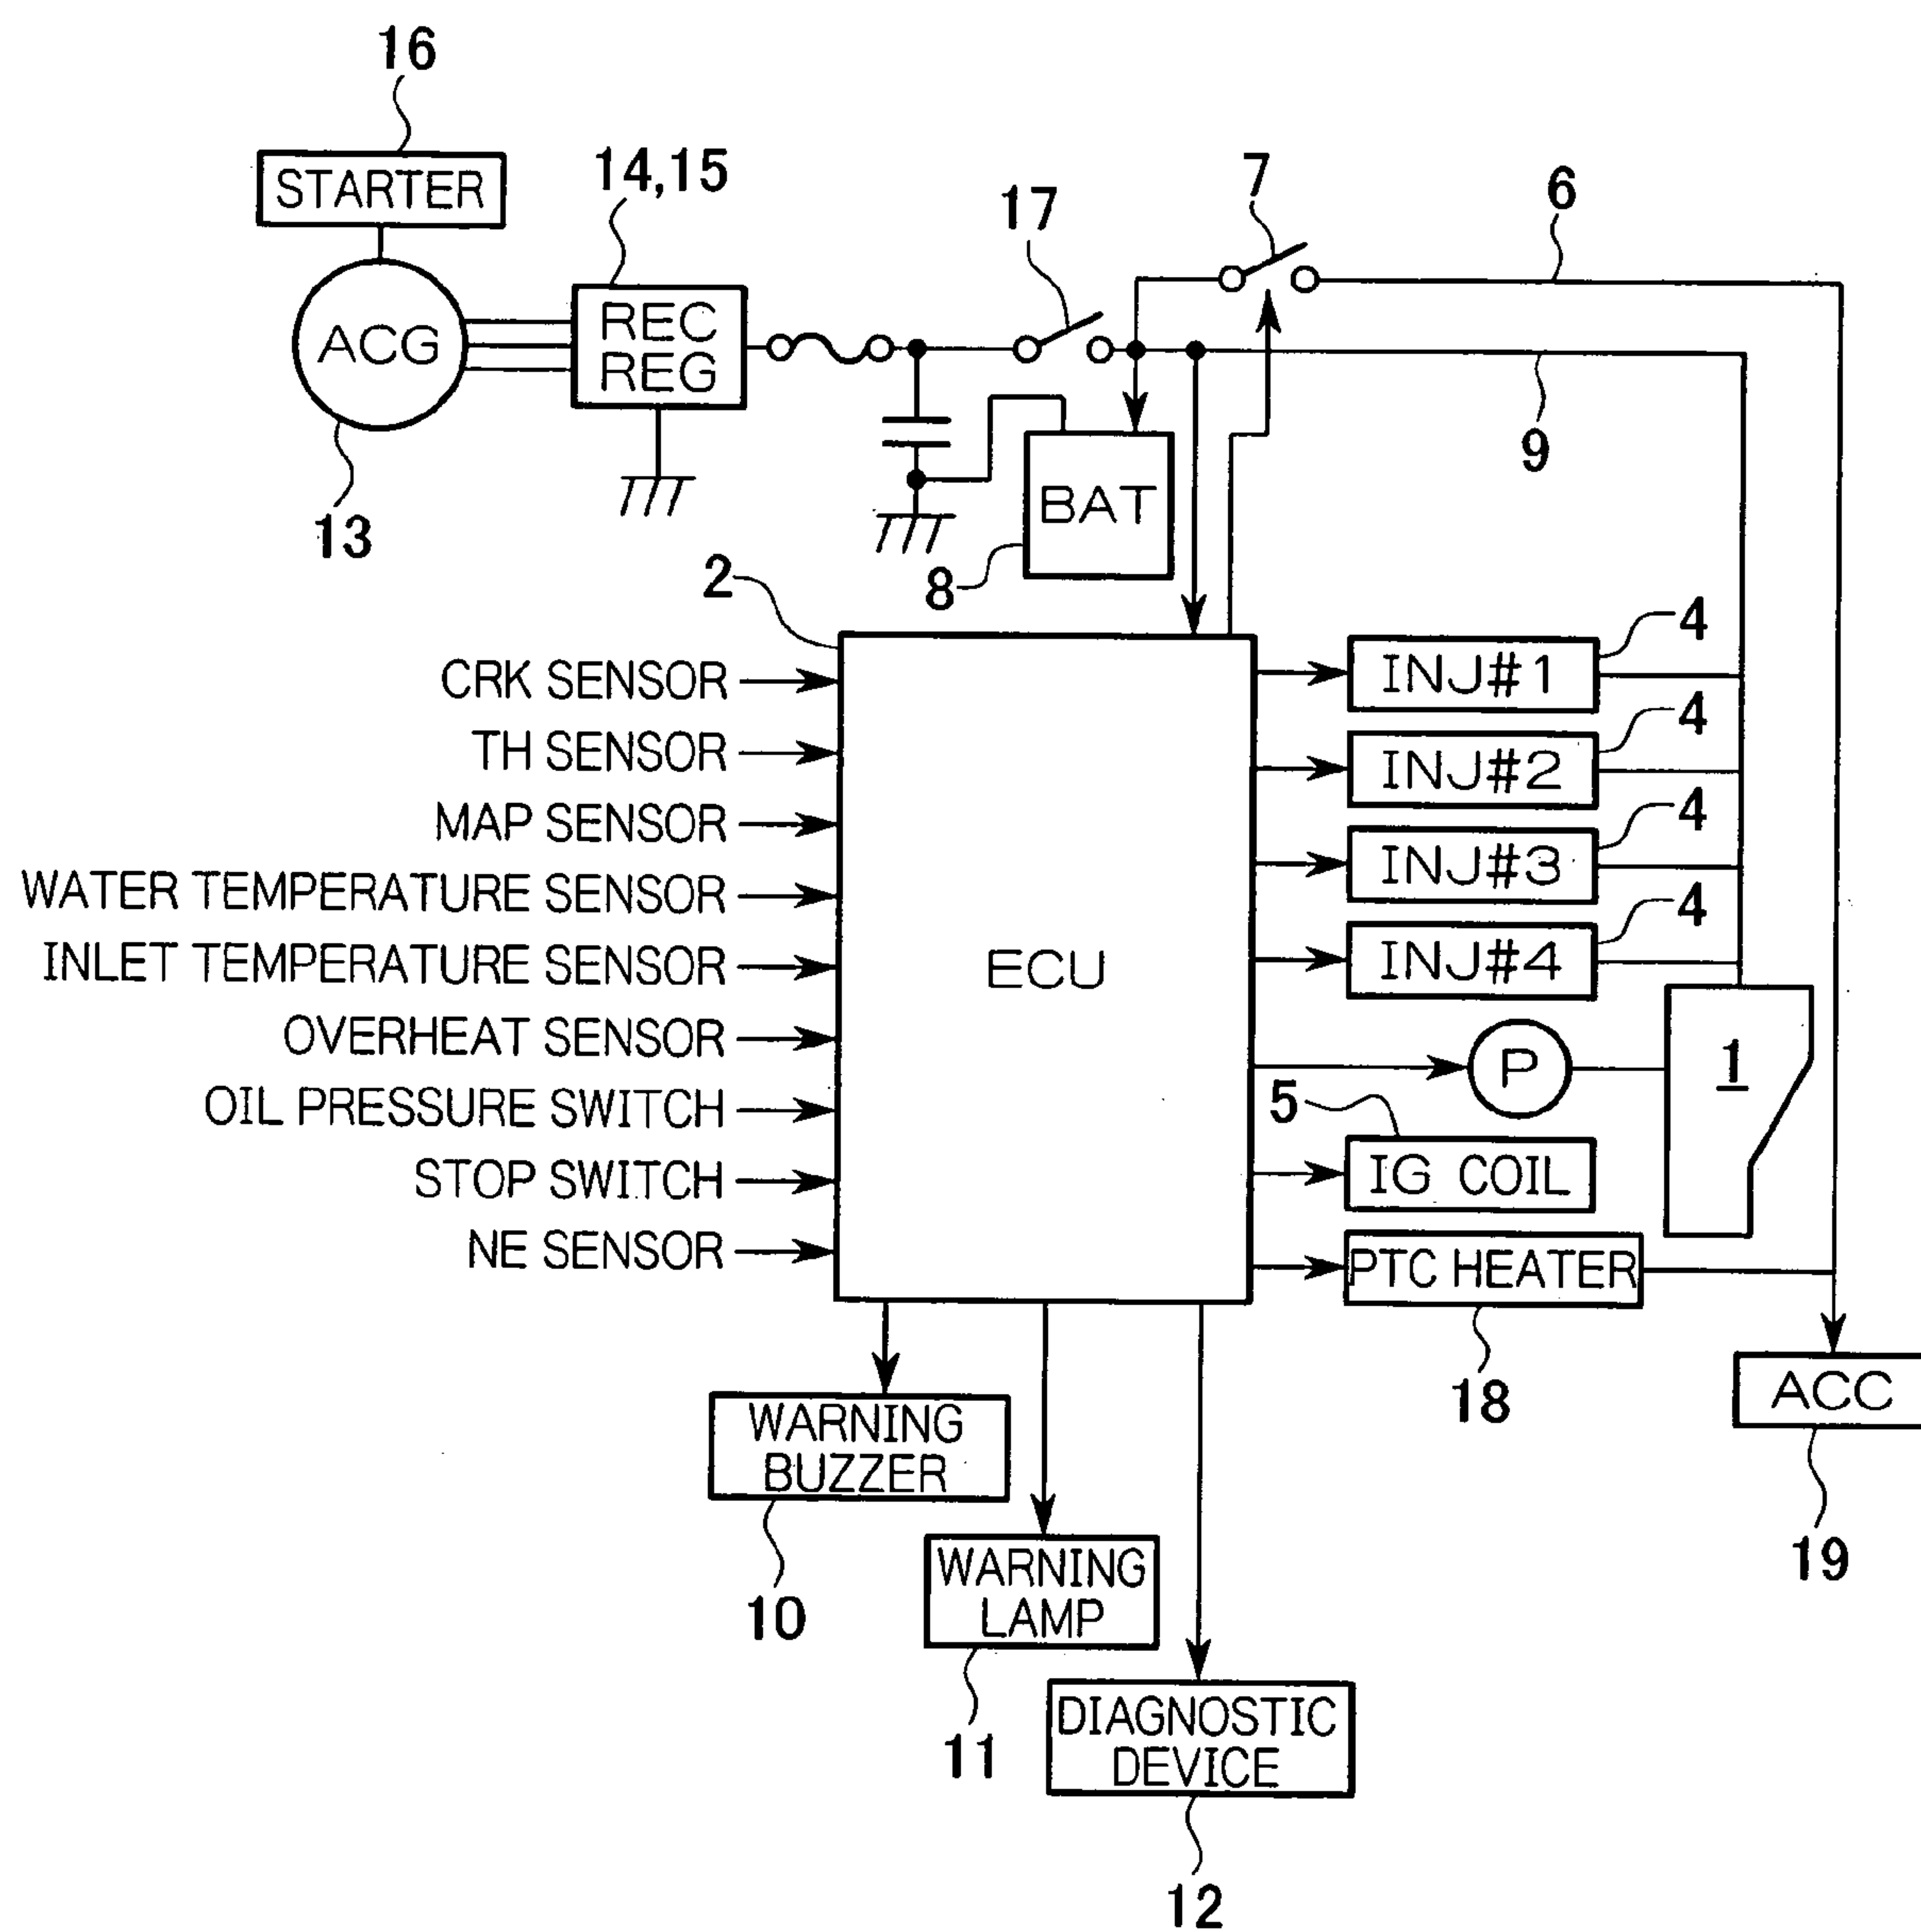 16
STARTER
14,15
17
7
6
ACG
REC
REG
13
9
BAT
8
2
CRK SENSOR
TH SENSOR
MAP SENSOR
WATER TEMPERATURE SENSOR
INLET TEMPERATURE SENSOR
OVERHEAT SENSOR
OIL PRESSURE SWITCH
STOP SWITCH
NE SENSOR
ECU
INJ#1
4
INJ#2
4
INJ#3
4
INJ#4
4
P
1
5
IG COIL
PTC HEATER
18
ACC
19
WARNING
BUZZER
10
WARNING
LAMP
11
DIAGNOSTIC
DEVICE
12